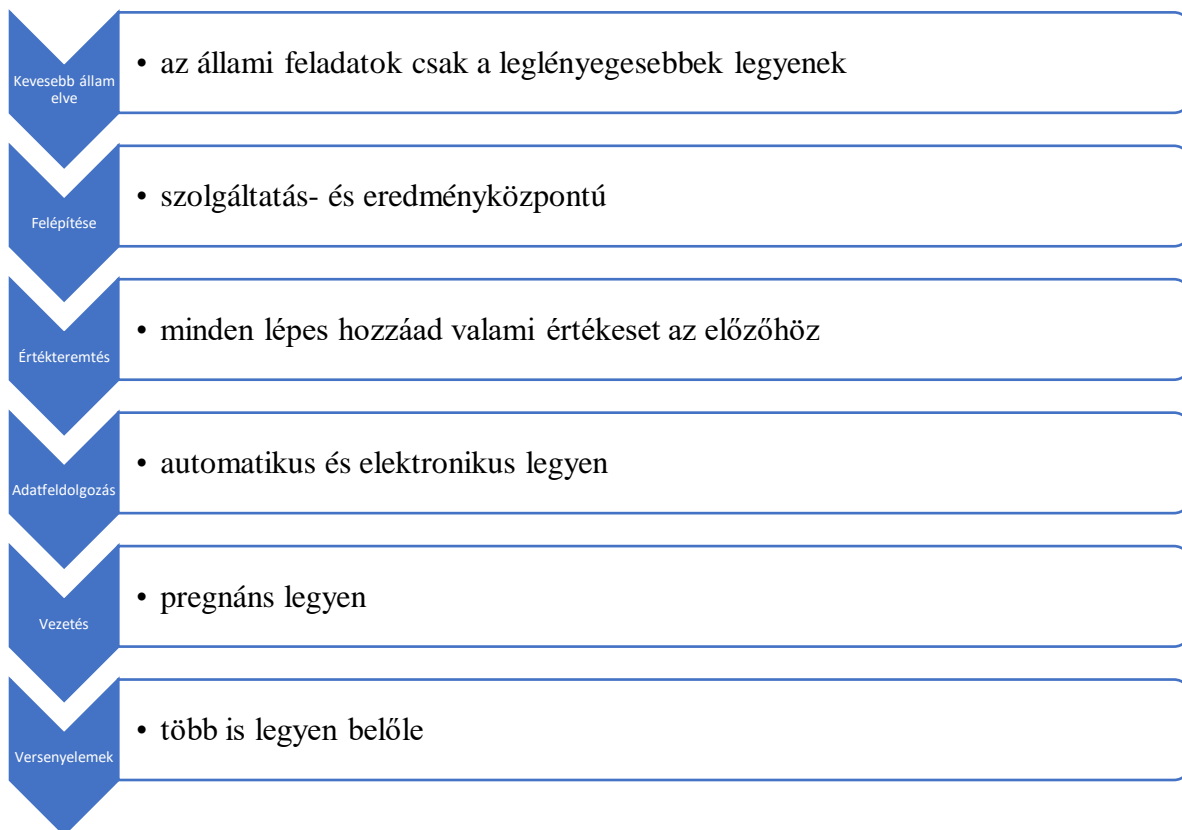 Kevesebb állam
elve
• az állami feladatok csak a leglényegesebbek legyenek
Felépítése
• szolgáltatás- és eredményközpontú
Értékteremtés
• minden lépes hozzáad valami értékeset az előzőhöz
Adatfeldolgozás
• automatikus és elektronikus legyen
Vezetés
• pregnáns legyen
Versenyelemek
• több is legyen belőle